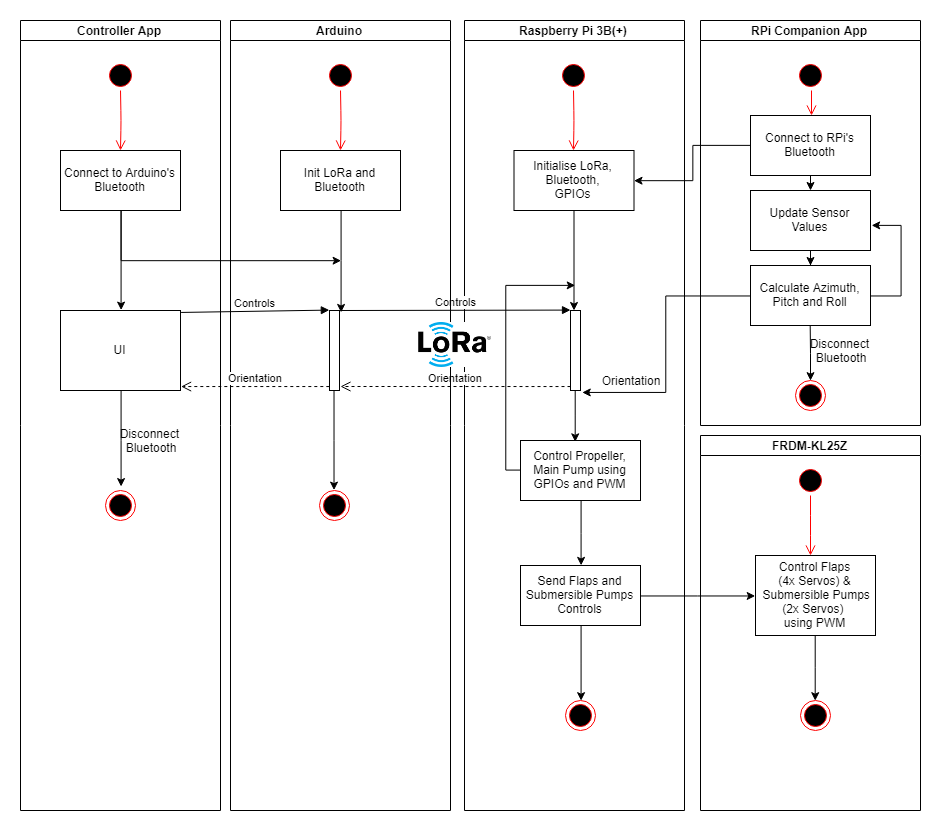 Controller App
Arduino
Raspberry Pi 3B(+)
RPi Companion App
Connect to Arduino's
Bluetooth
Init LoRa and
Bluetooth
Initialise LoRa,
Bluetooth,
GPIOs
Connect to RPi's
Bluetooth
Update Sensor
Values
Calculate Azimuth,
Pitch and Roll
Disconnect
Bluetooth
UI
Controls
Controls
LoRa
Orientation
Orientation
Orientation
Disconnect
Bluetooth
Control Propeller,
Main Pump using
GPIOs and PWM
Send Flaps and
Submersible Pumps
Controls
FRDM-KL25Z
Control Flaps
(4x Servos) &
Submersible Pumps
(2x Servos)
using PWM